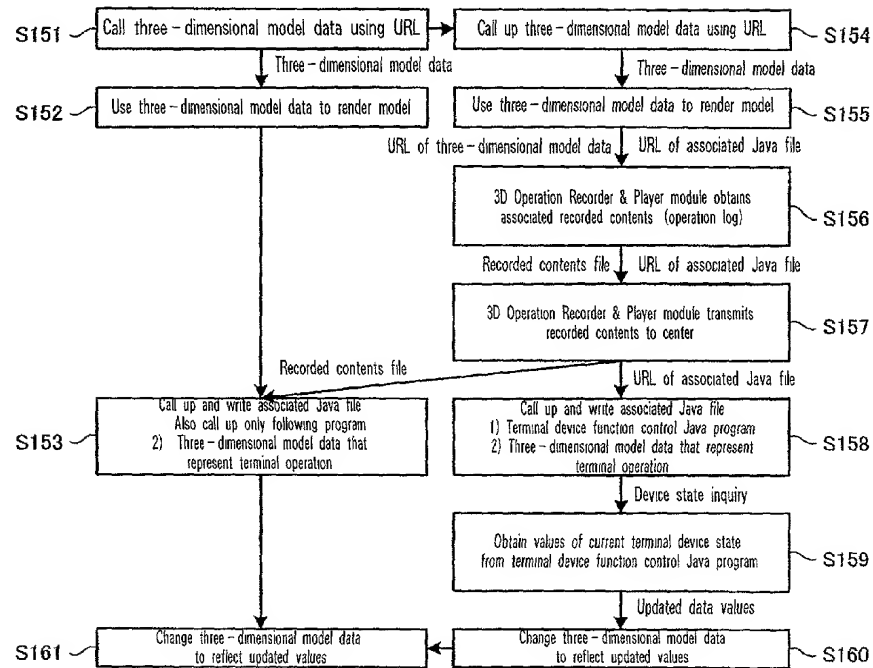 S151
Call three-dimensional model data using URL
Call up three-dimensional model data using URL
S154
Three-dimensional model data
Three-dimensional model data
S152
Use three-dimensional model data to render model
Use three-dimensional model data to render model
S155
URL of three-dimensional model data
URL of associated Java file
3D Operation Recorder & Player module obtains
associated recorded contents (operation log)
S156
Recorded contents file
URL of associated Java file
3D Operation Recorder & Player module transmits
recorded contents to center
S157
Recorded contents file
URL of associated Java file
S153
Call up and write associated Java file
Also call up only following program
2) Three-dimensional model data that
represent terminal operation
Call up and write associated Java file
1) Terminal device function control Java program
2) Three-dimensional model data that represent
terminal operation
S158
Device state inquiry
Obtain values of current terminal device state
from terminal device function control Java program
S159
Updated data values
S161
Change three-dimensional model data
to reflect updated values
Change three-dimensional model data
to reflect updated values
S160